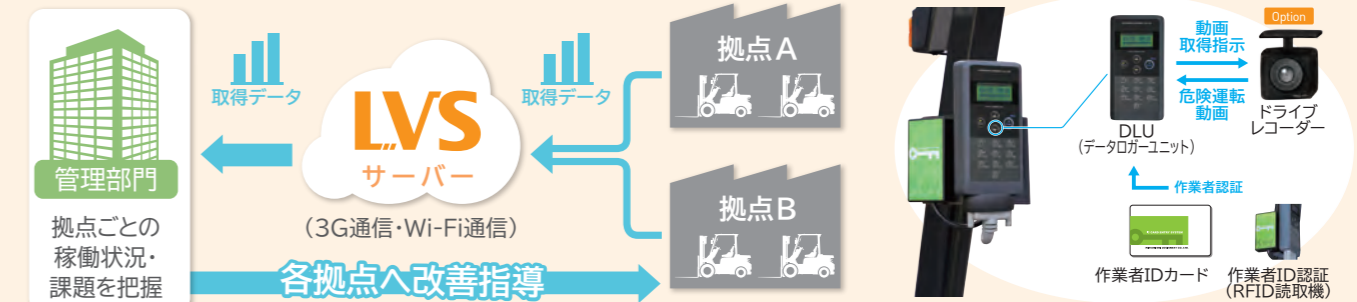 管理部門
拠点ごとの
稼働状況・
課題を把握
取得データ
LVS
サーバー
(3G通信・Wi-Fi通信)
取得データ
拠点A
拠点B
各拠点へ改善指導
DLU
(データロガーユニット)
動画
取得指示
危険運転
動画
Option
ドライブ
レコーダー
作業者認証
作業者IDカード
作業者ID認証
(RFID読取機)